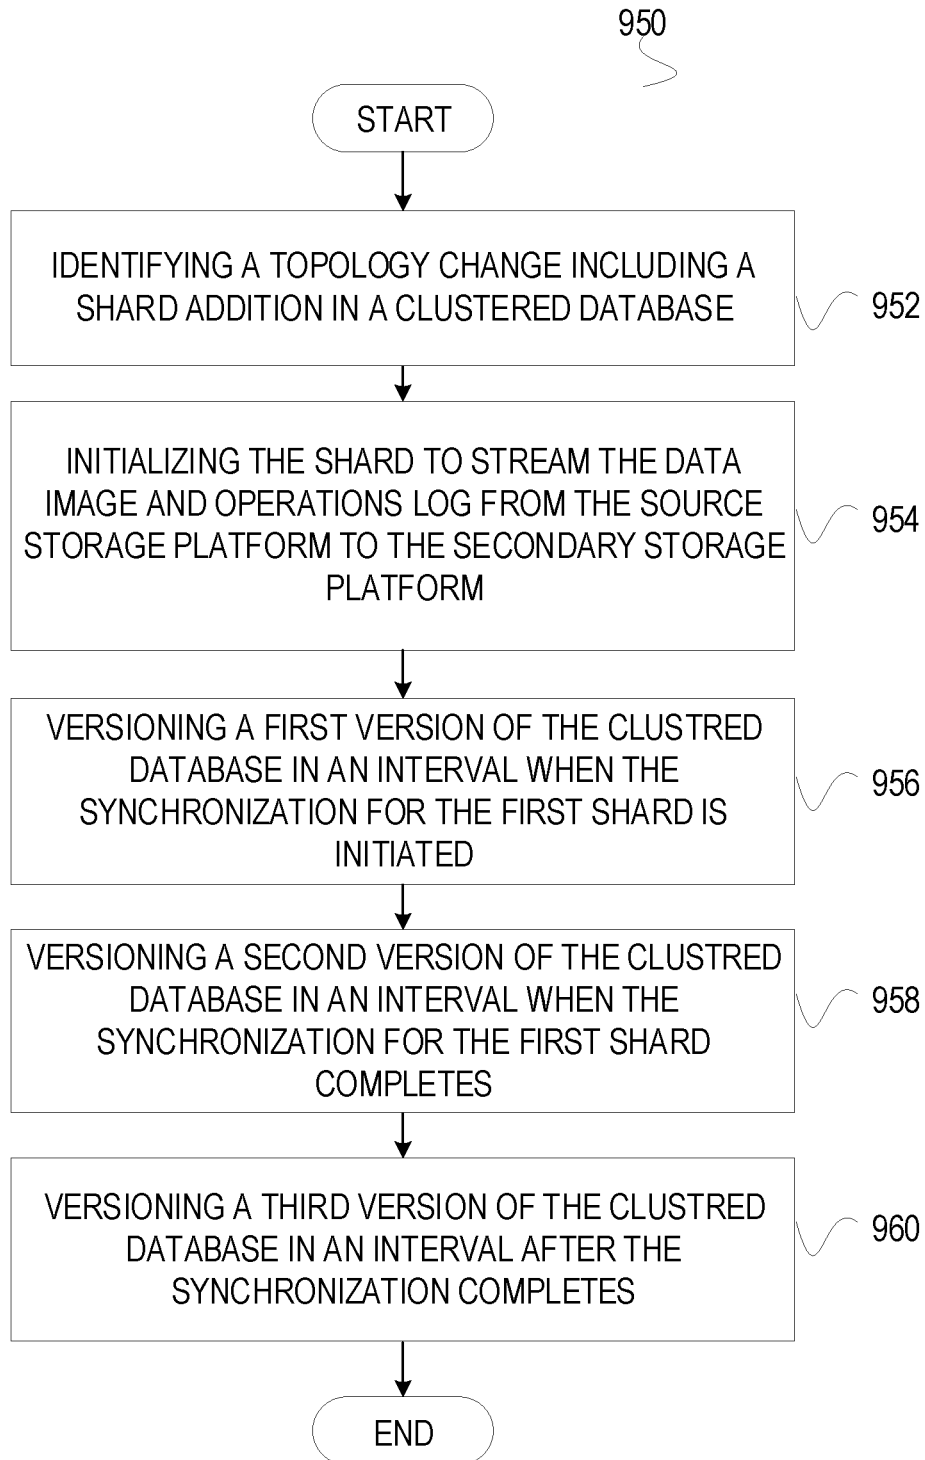 950
START
IDENTIFYING A TOPOLOGY CHANGE INCLUDING A
SHARD ADDITION IN A CLUSTERED DATABASE
952
INITIALIZING THE SHARD TO STREAM THE DATA
IMAGE AND OPERATIONS LOG FROM THE SOURCE
STORAGE PLATFORM TO THE SECONDARY STORAGE
PLATFORM
954
VERSIONING A FIRST VERSION OF THE CLUSTRED
DATABASE IN AN INTERVAL WHEN THE
SYNCHRONIZATION FOR THE FIRST SHARD IS
INITIATED
956
VERSIONING A SECOND VERSION OF THE CLUSTRED
DATABASE IN AN INTERVAL WHEN THE
SYNCHRONIZATION FOR THE FIRST SHARD
COMPLETES
958
VERSIONING A THIRD VERSION OF THE CLUSTRED
DATABASE IN AN INTERVAL AFTER THE
SYNCHRONIZATION COMPLETES
960
END